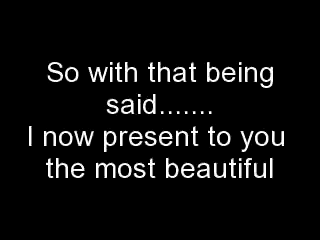 So with that being
said.......
I now present to you
the most beautiful